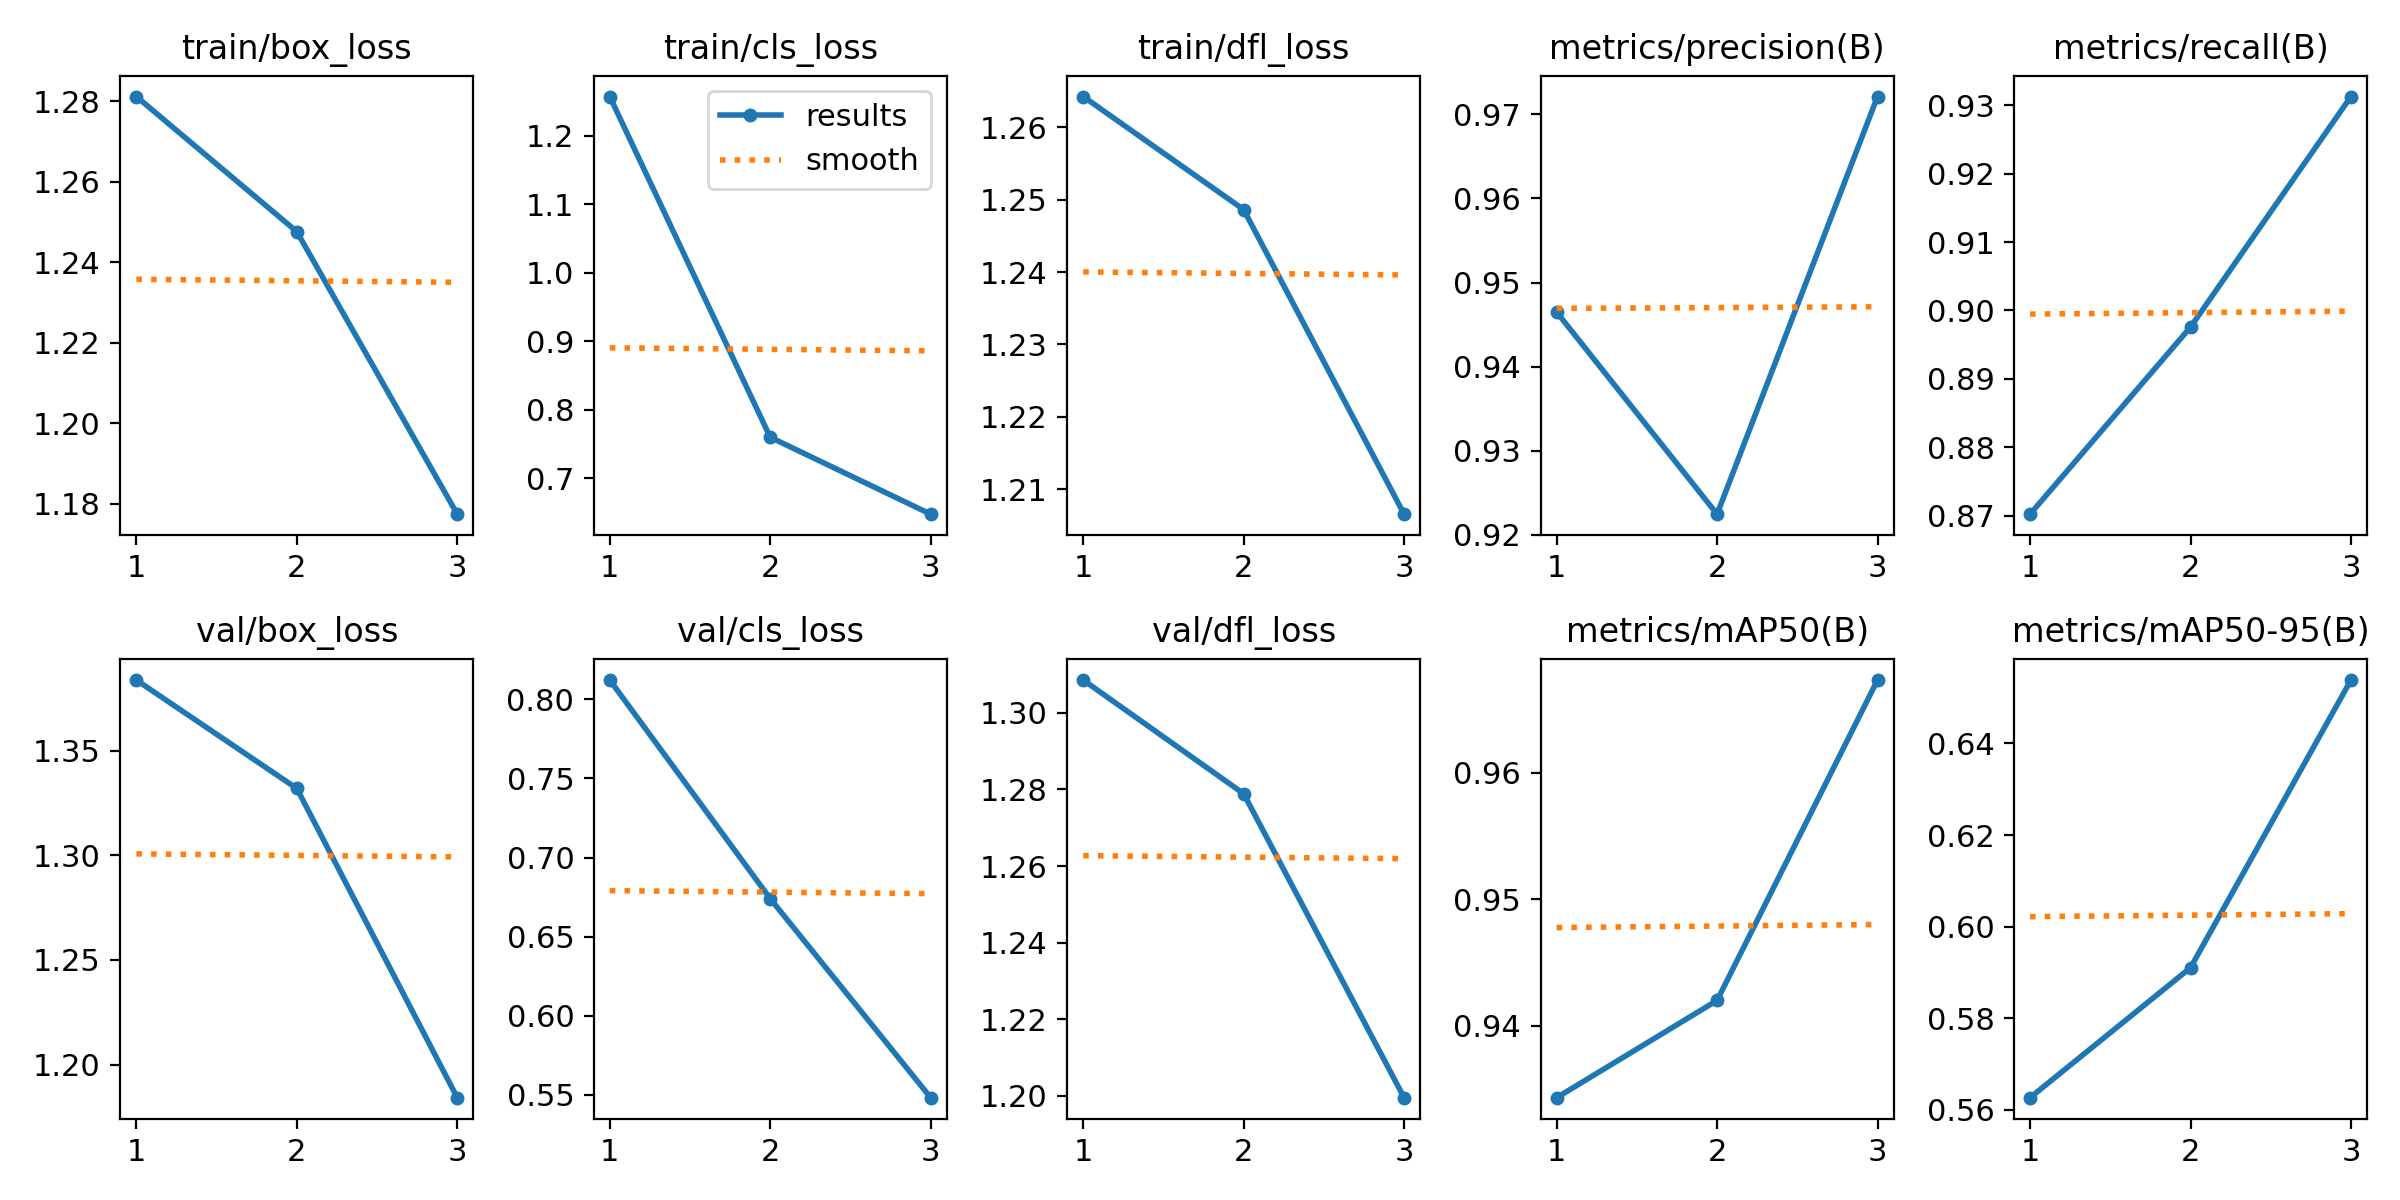 train/box_loss
1.28
1.26
1.24
1.22
1.20
1.18
1 2 3
train/cls_loss
results
smooth
1.2
1.1
1.0
0.9
0.8
0.7
1 2 3
train/dfl_loss
1.26
1.25
1.24
1.23
1.22
1.21
1 2 3
metrics/precision(B)
0.97
0.96
0.95
0.94
0.93
0.92
1 2 3
metrics/recall(B)
0.93
0.92
0.91
0.90
0.89
0.88
0.87
1 2 3
val/box_loss
1.35
1.30
1.25
1.20
1 2 3
val/cls_loss
0.80
0.75
0.70
0.65
0.60
0.55
1 2 3
val/dfl_loss
1.30
1.28
1.26
1.24
1.22
1.20
1 2 3
metrics/mAP50(B)
0.96
0.95
0.94
1 2 3
metrics/mAP50-95(B)
0.64
0.62
0.60
0.58
0.56
1 2 3